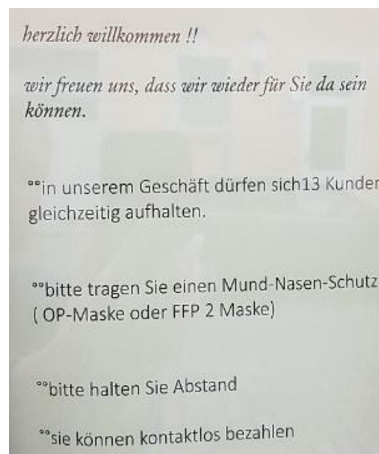 herzlich willkommen !!
wir freuen uns, dass wir wieder für Sie da sein
können.
°°in unserem Geschäft dürfen sich13 Kunden
gleichzeitig aufhalten.
°°bitte tragen Sie einen Mund-Nasen-Schutz
( OP-Maske oder FFP 2 Maske)
°°bitte halten Sie Abstand
°°sie können kontaktlos bezahlen